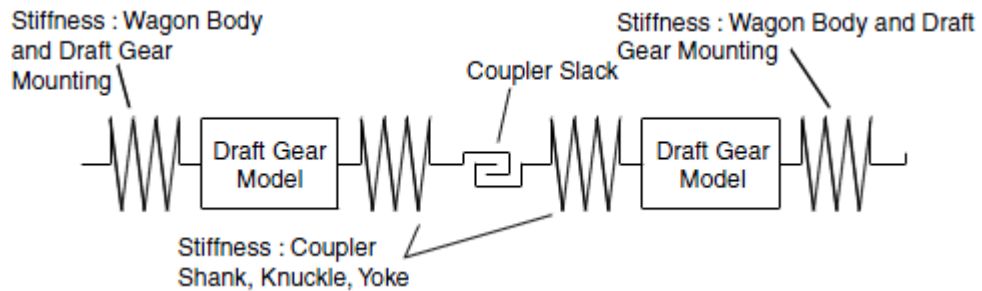 Stiffness : Wagon Body
and Draft Gear
Mounting
Stiffness : Wagon Body and Draft
Gear Mounting
Coupler Slack
Draft Gear
Model
Draft Gear
Model
Stiffness : Coupler
Shank, Knuckle, Yoke